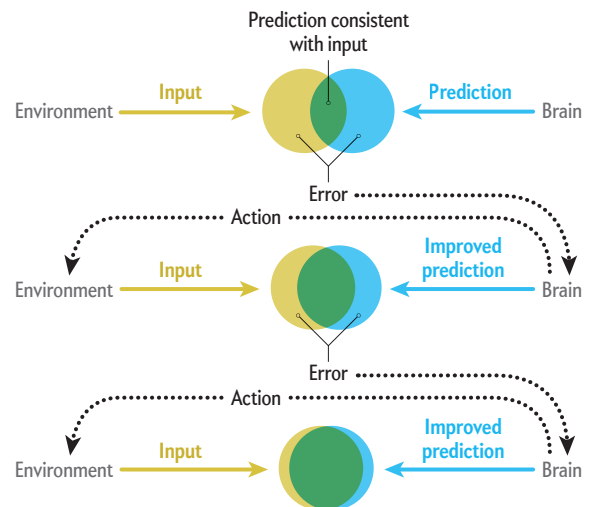 Prediction consistent
with input
Input
Prediction
Environment
Brain
Error
Action
Input
Improved
prediction
Environment
Brain
Error
Action
Input
Improved
prediction
Environment
Brain